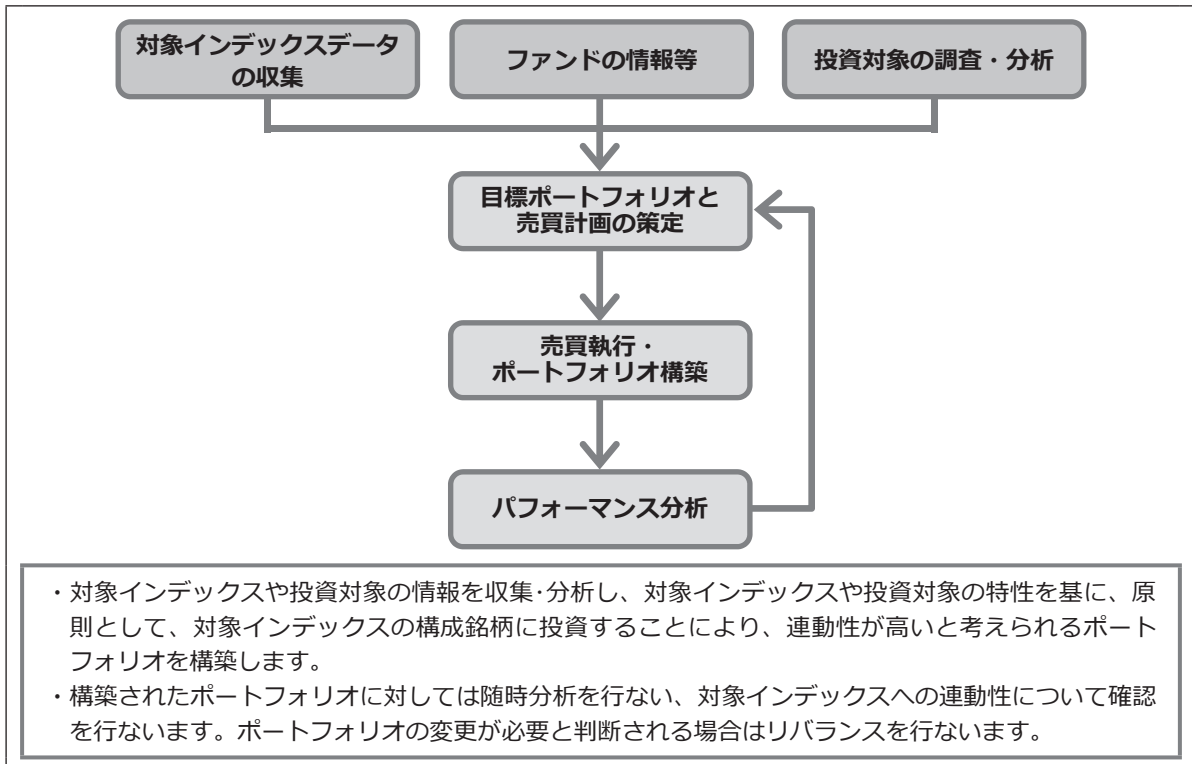 対象インデックスデータ
の収集
ファンドの情報等
投資対象の調査・分析
目標ポートフォリオと
売買計画の策定
売買執行・
ポートフォリオ構築
パフォーマンス分析
・対象インデックスや投資対象の情報を収集･分析し、対象インデックスや投資対象の特性を基に、原
則として、対象インデックスの構成銘柄に投資することにより、連動性が高いと考えられるポート
フォリオを構築します。
・構築されたポートフォリオに対しては随時分析を行ない、対象インデックスへの連動性について確認
を行ないます。ポートフォリオの変更が必要と判断される場合はリバランスを行ないます。